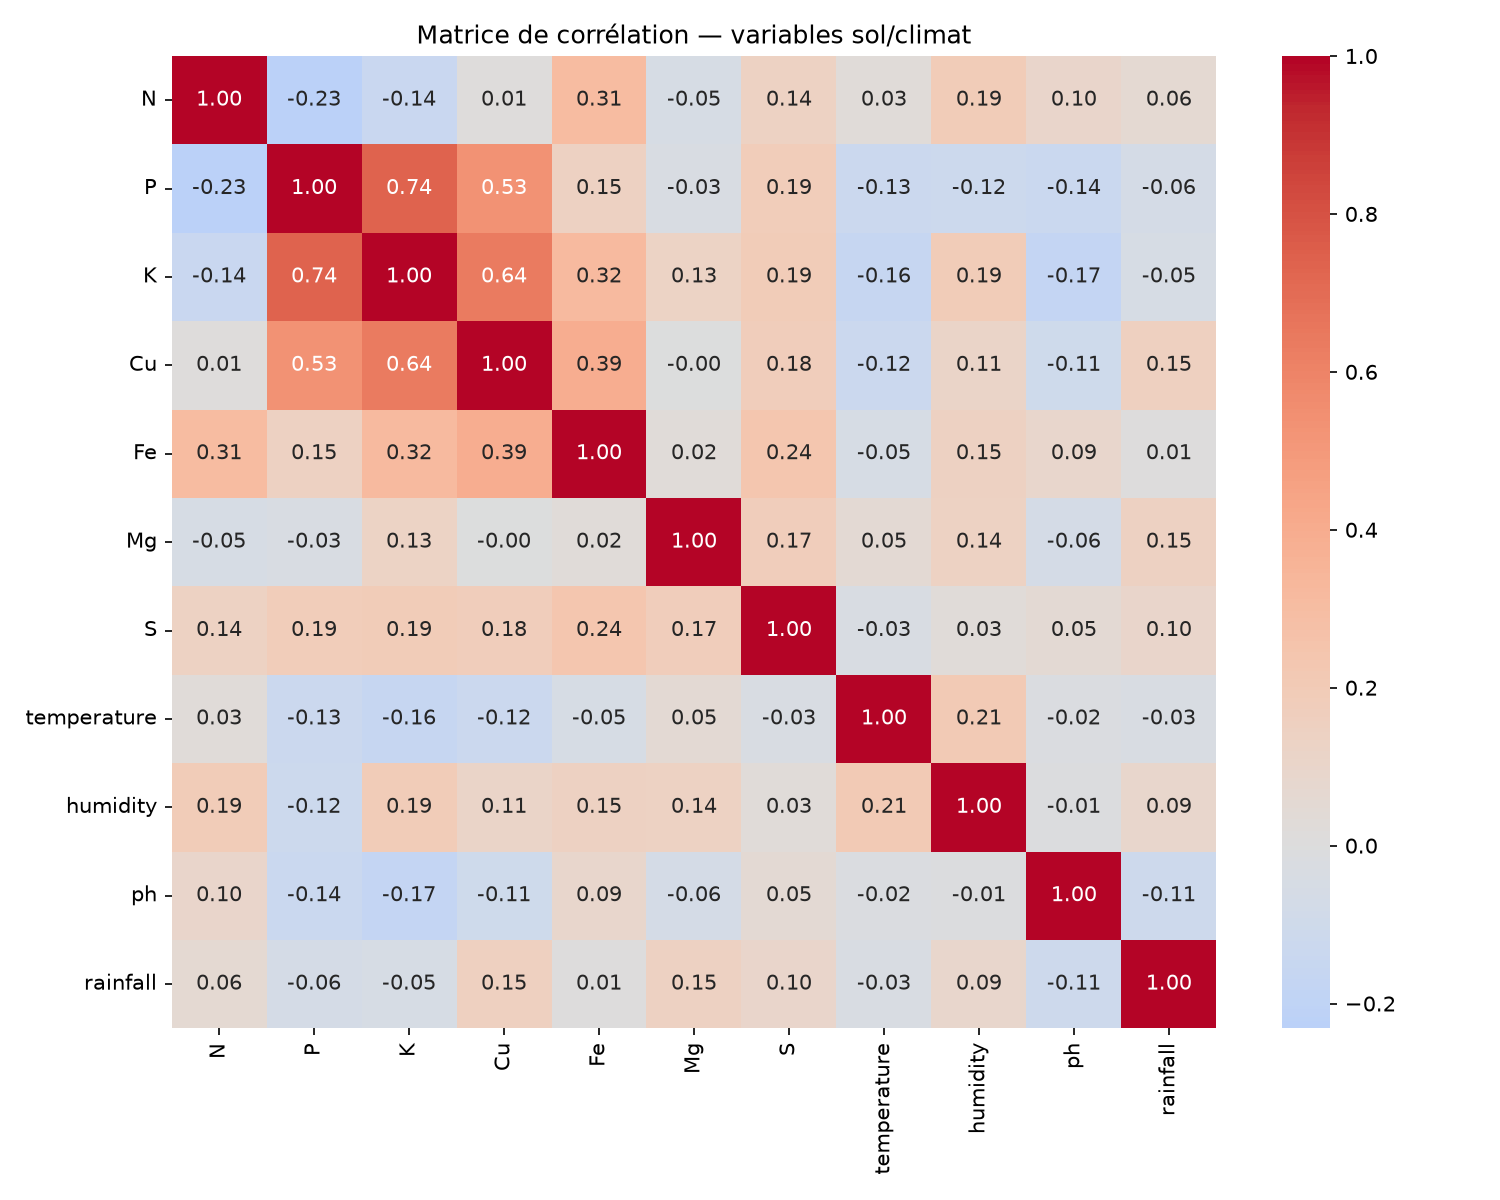 Matrice de corrélation — variables sol/climat
N 1.00 -0.23 -0.14 0.01 0.31 -0.05 0.14 0.03 0.19 0.10 0.06
P -0.23 1.00 0.74 0.53 0.15 -0.03 0.19 -0.13 -0.12 -0.14 -0.06
K -0.14 0.74 1.00 0.64 0.32 0.13 0.19 -0.16 0.19 -0.17 -0.05
Cu 0.01 0.53 0.64 1.00 0.39 -0.00 0.18 -0.12 0.11 -0.11 0.15
Fe 0.31 0.15 0.32 0.39 1.00 0.02 0.24 -0.05 0.15 0.09 0.01
Mg -0.05 -0.03 0.13 -0.00 0.02 1.00 0.17 0.05 0.14 -0.06 0.15
S 0.14 0.19 0.19 0.18 0.24 0.17 1.00 -0.03 0.03 0.05 0.10
temperature 0.03 -0.13 -0.16 -0.12 -0.05 0.05 -0.03 1.00 0.21 -0.02 -0.03
humidity 0.19 -0.12 0.19 0.11 0.15 0.14 0.03 0.21 1.00 -0.01 0.09
ph 0.10 -0.14 -0.17 -0.11 0.09 -0.06 0.05 -0.02 -0.01 1.00 -0.11
rainfall 0.06 -0.06 -0.05 0.15 0.01 0.15 0.10 -0.03 0.09 -0.11 1.00
N P K Cu Fe Mg S temperature humidity ph rainfall
1.0
0.8
0.6
0.4
0.2
0.0
−0.2